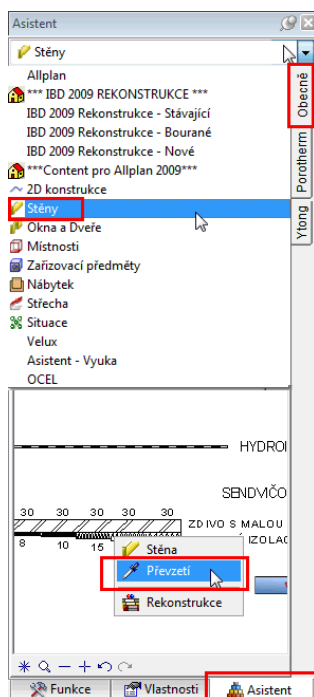 Asistent
Stěny
Obecně
Porotherm
Ytong
Allplan
*** IBD 2009 REKONSTRUKCE ***
IBD 2009 Rekonstrukce - Stávající
IBD 2009 Rekonstrukce - Bourané
IBD 2009 Rekonstrukce - Nové
***Content pro Allplan 2009***
2D konstrukce
Stěny
Okna a Dveře
Místnosti
Zařizovací předměty
Nábytek
Střecha
Situace
Velux
Asistent - Vyuka
OCEL
HYDROI
SENDVIČO
30 30 30 30 30
ZDIVO S MALOU
IZOLAC
8 10 15
Stěna
Převzetí
Rekonstrukce
Funkce
Vlastnosti
Asistent